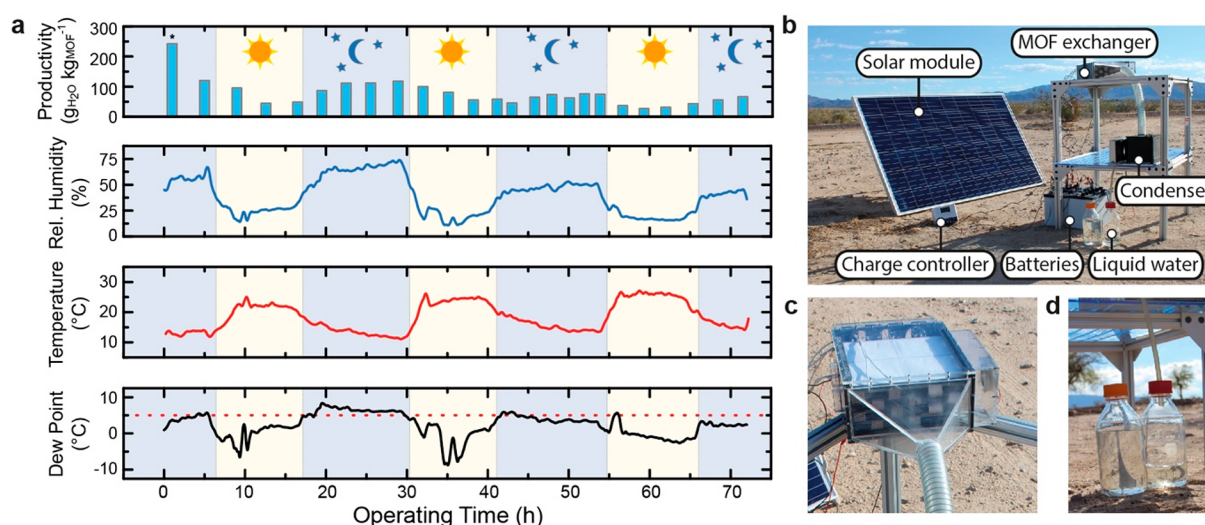 a
Productivity
(gH2O kgMOF-1)
300
200
100
0
*
Rel. Humidity
(%)
75
50
25
0
Temperature
(°C)
30
20
10
Dew Point
(°C)
10
0
-10
0 10 20 30 40 50 60 70
Operating Time (h)
b
Solar module
MOF exchanger
Condense
Charge controller
Batteries
Liquid water
c
d